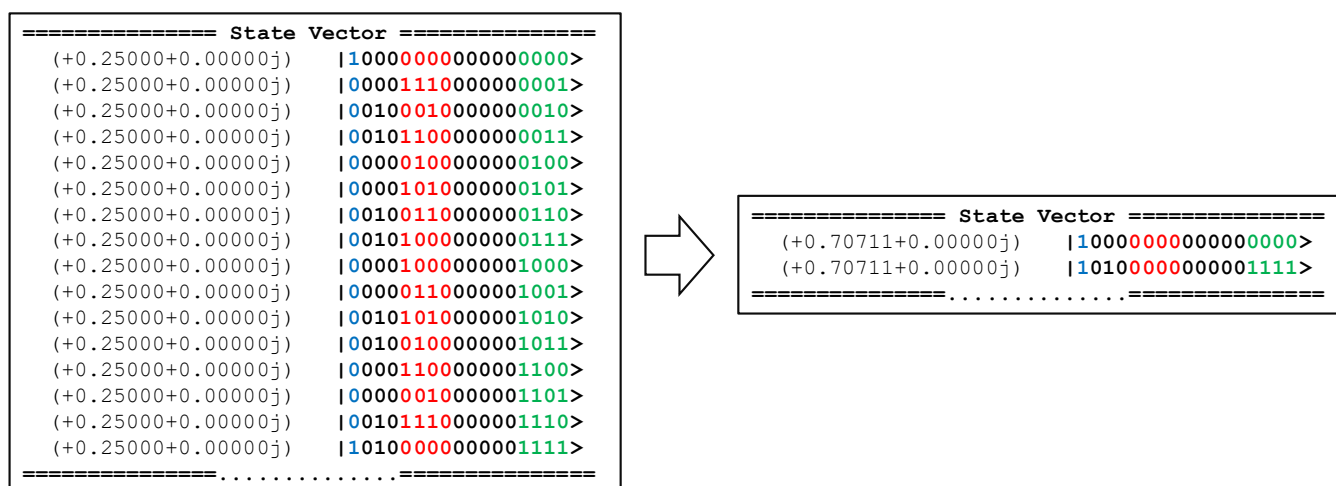 =============== State Vector ===============
(+0.25000+0.00000j) |1000000000000000>
(+0.25000+0.00000j) |0000111000000001>
(+0.25000+0.00000j) |0010001000000010>
(+0.25000+0.00000j) |0010110000000011>
(+0.25000+0.00000j) |0000010000000100>
(+0.25000+0.00000j) |0000101000000101>
(+0.25000+0.00000j) |0010011000000110>
(+0.25000+0.00000j) |0010100000000111>
(+0.25000+0.00000j) |0000100000001000>
(+0.25000+0.00000j) |0000011000001001>
(+0.25000+0.00000j) |0010101000001010>
(+0.25000+0.00000j) |0010010000001011>
(+0.25000+0.00000j) |0000110000001100>
(+0.25000+0.00000j) |0000001000001101>
(+0.25000+0.00000j) |0010111000001110>
(+0.25000+0.00000j) |1010000000001111>
===============..............===============
=============== State Vector ===============
(+0.70711+0.00000j) |1000000000000000>
(+0.70711+0.00000j) |1010000000001111>
===============..............===============